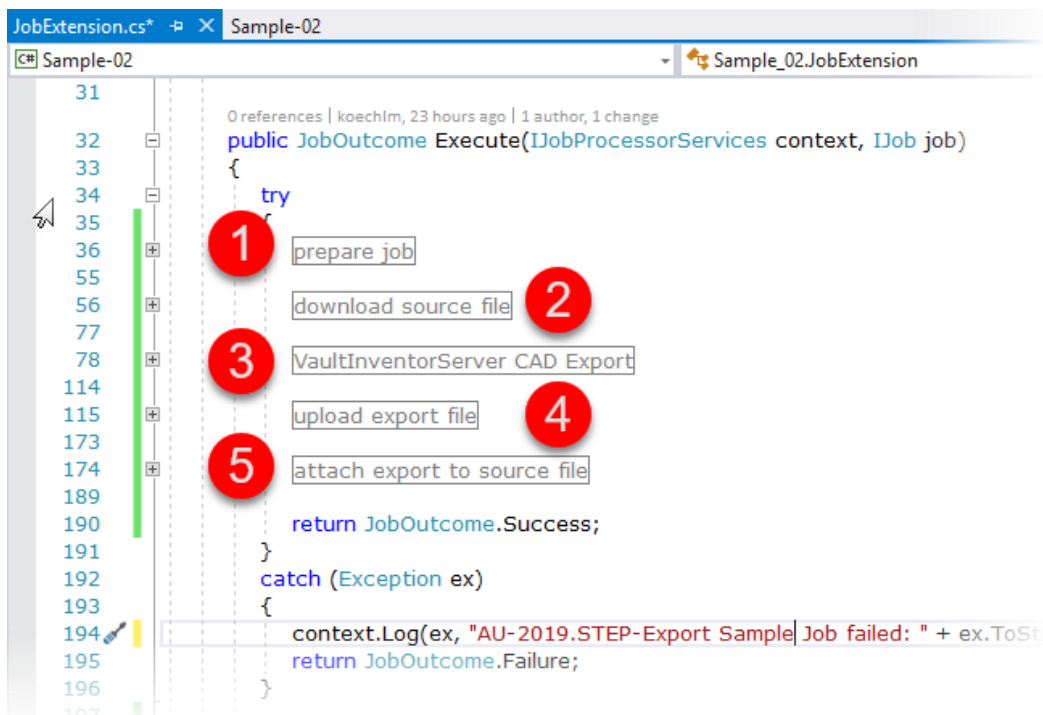 JobExtension.cs* Sample-02
C# Sample-02 Sample_02.JobExtension
31
0 references | koechlm, 23 hours ago | 1 author, 1 change
32 public JobOutcome Execute(IJobProcessorServices context, IJob job)
33 {
34 try
35 {
36 1 prepare job
55
56 download source file 2
77
78 3 VaultInventorServer CAD Export
114
115 upload export file 4
173
174 5 attach export to source file
189
190 return JobOutcome.Success;
191 }
192 catch (Exception ex)
193 {
194 context.Log(ex, "AU-2019.STEP-Export Sample Job failed: " + ex.ToSt
195 return JobOutcome.Failure;
196 }
197